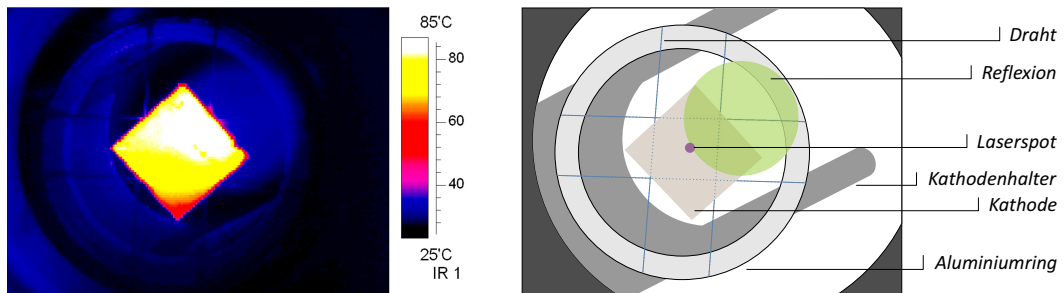 85'C
80
60
40
25'C
IR 1
Draht
Reflexion
Laserspot
Kathodenhalter
Kathode
Aluminiumring